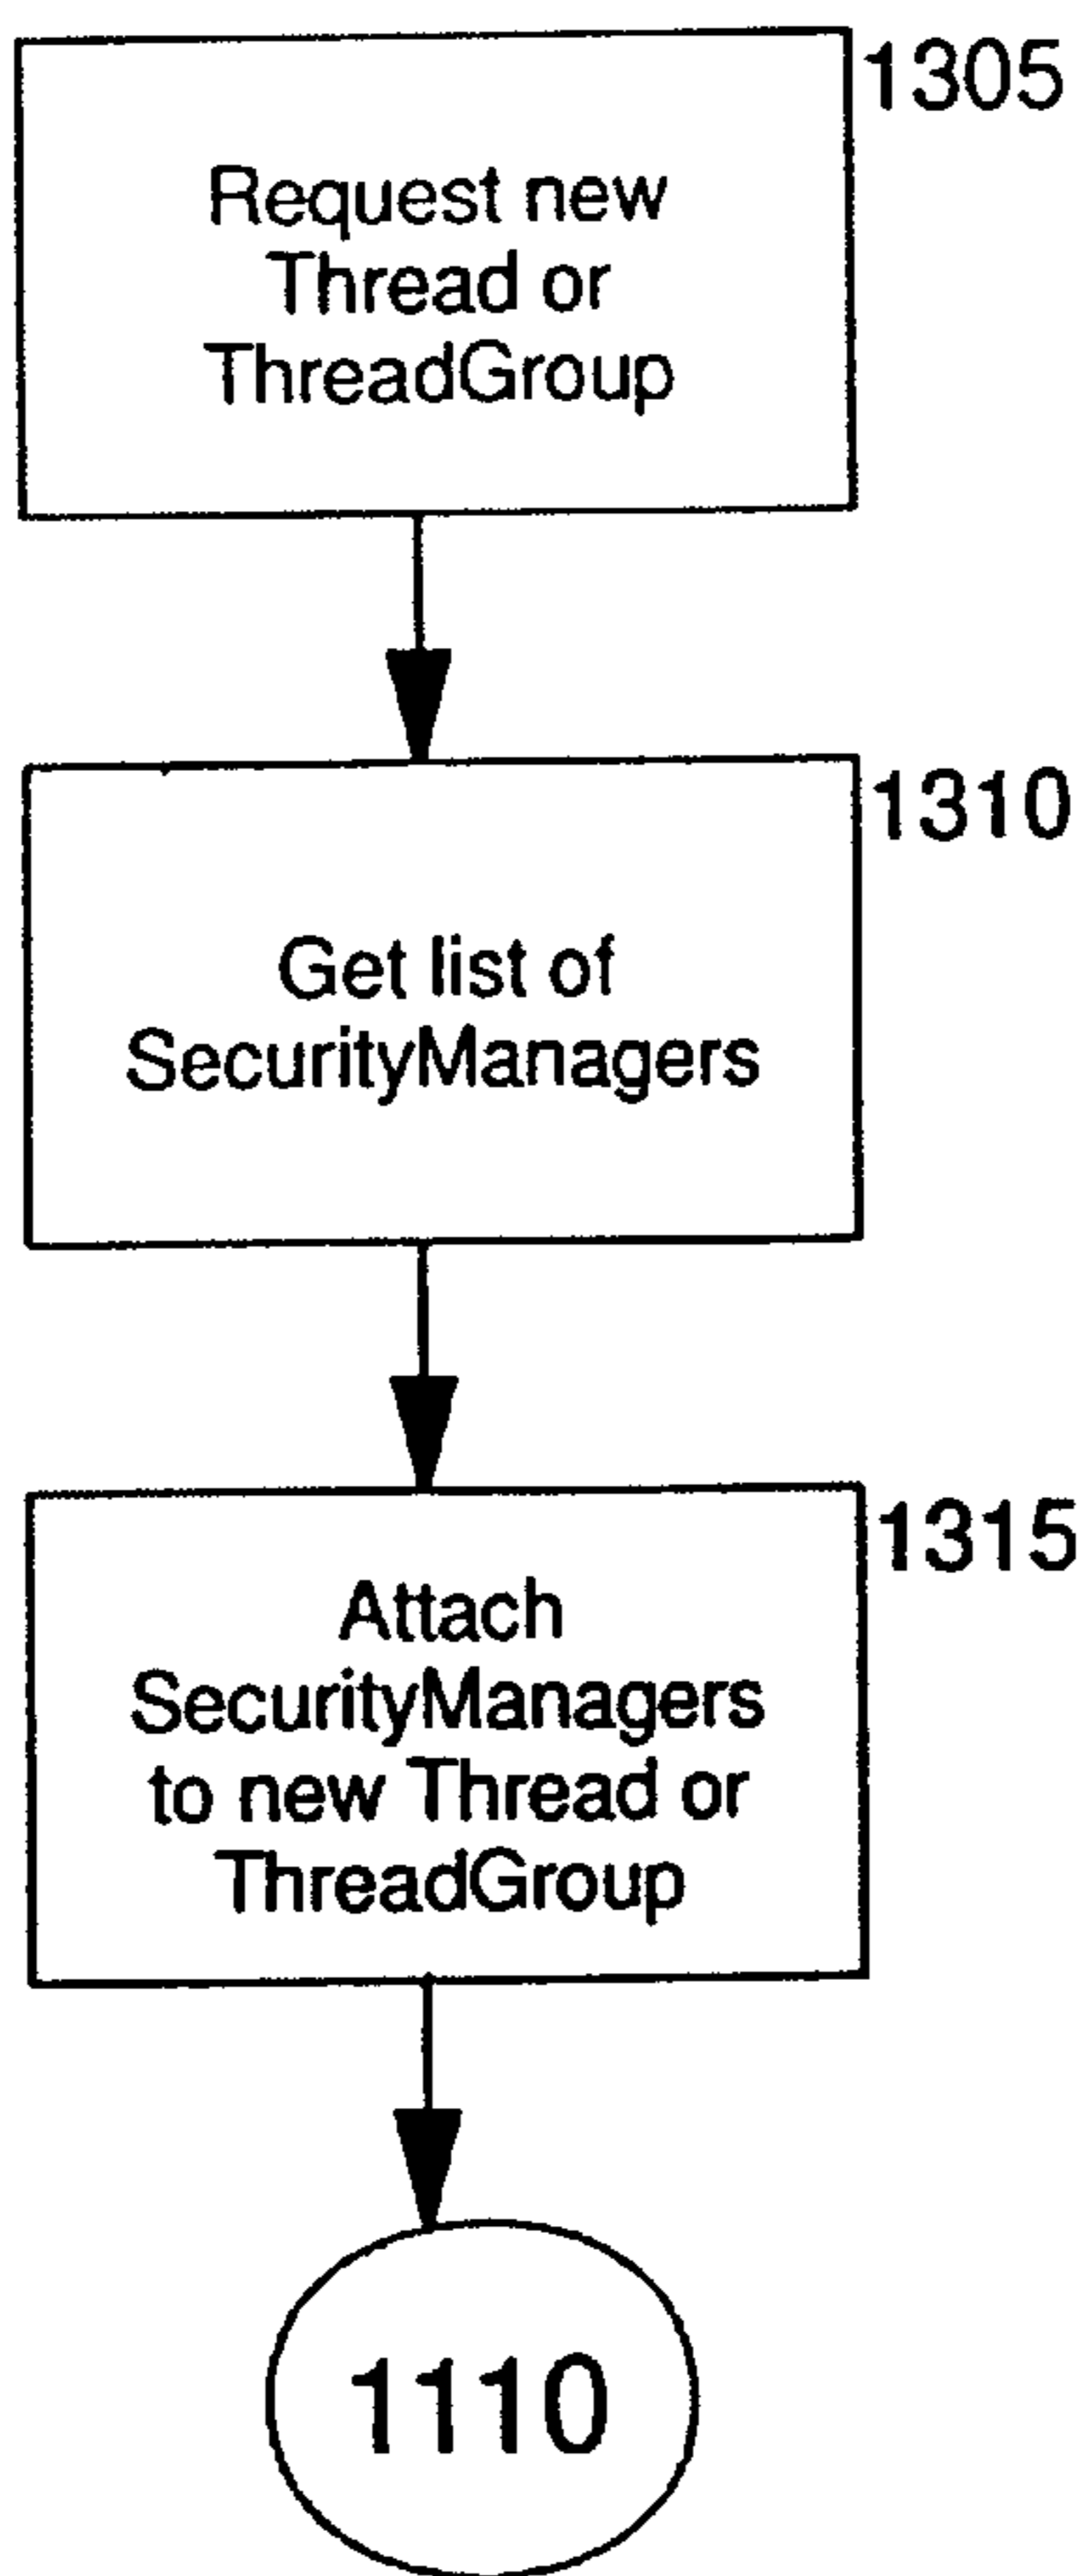 1305
Request new
Thread or
ThreadGroup
1310
Get list of
SecurityManagers
1315
Attach
SecurityManagers
to new Thread or
ThreadGroup
1110